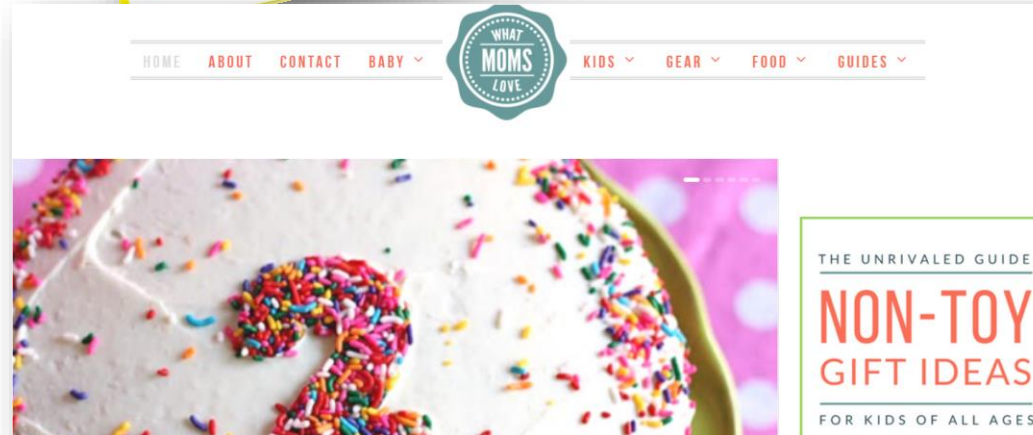 HOME ABOUT CONTACT BABY KIDS GEAR FOOD GUIDES
WHAT
MOMS
LOVE
THE UNRIVALED GUIDE
NON-TOY
GIFT IDEAS
FOR KIDS OF ALL AGES